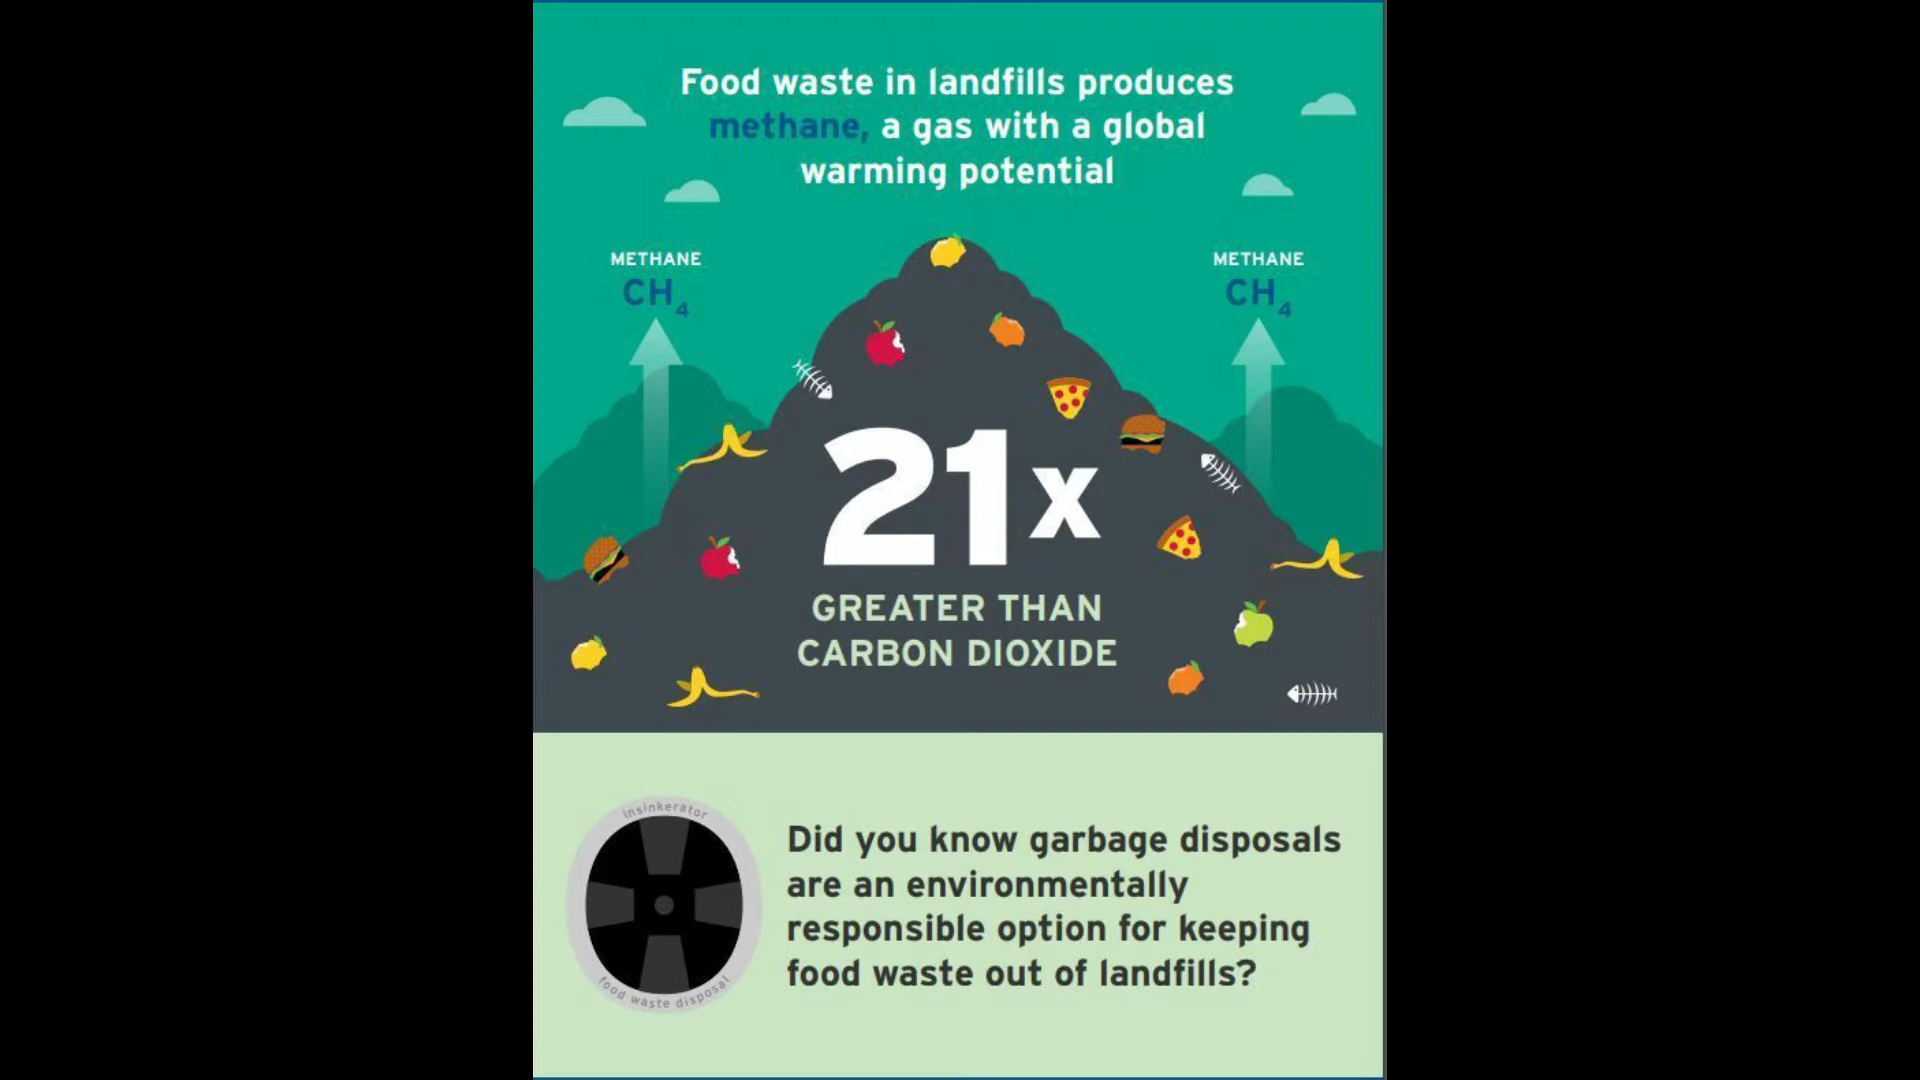 Food waste in landfills produces
methane, a gas with a global
warming potential
METHANE
CH4
METHANE
CH4
21x
GREATER THAN
CARBON DIOXIDE
insinkerator
food waste disposal
Did you know garbage disposals
are an environmentally
responsible option for keeping
food waste out of landfills?